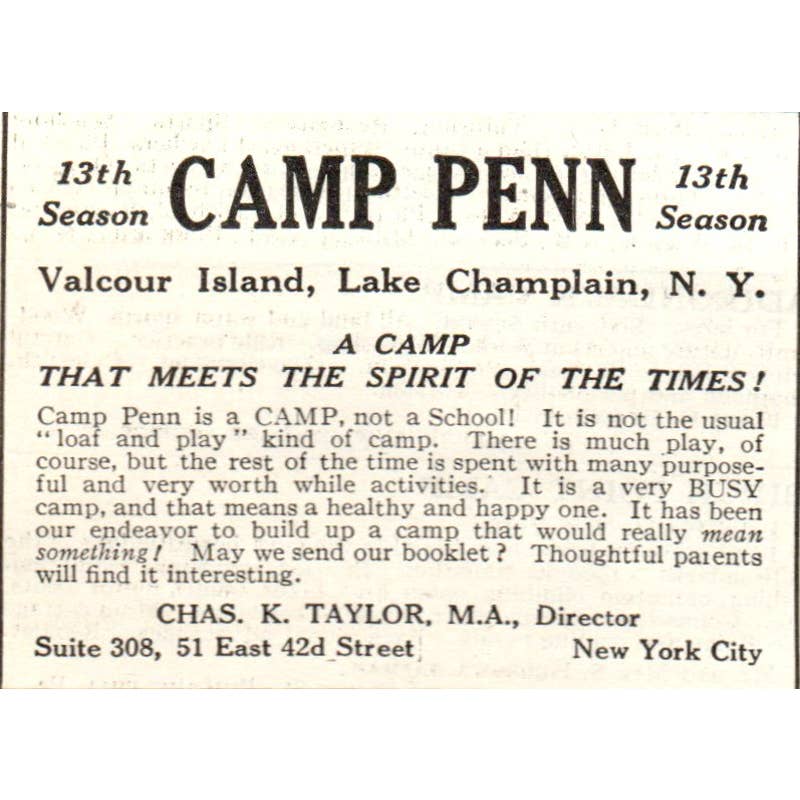 13th Season CAMP PENN 13th Season
Valcour Island, Lake Champlain, N. Y.
A CAMP
THAT MEETS THE SPIRIT OF THE TIMES!
Camp Penn is a CAMP, not a School! It is not the usual
"loaf and play" kind of camp. There is much play, of
course, but the rest of the time is spent with many purpose-
ful and very worth while activities. It is a very BUSY
camp, and that means a healthy and happy one. It has been
our endeavor to build up a camp that would really mean
something! May we send our booklet? Thoughtful parents
will find it interesting.
CHAS. K. TAYLOR, M.A., Director
Suite 308, 51 East 42d Street New York City